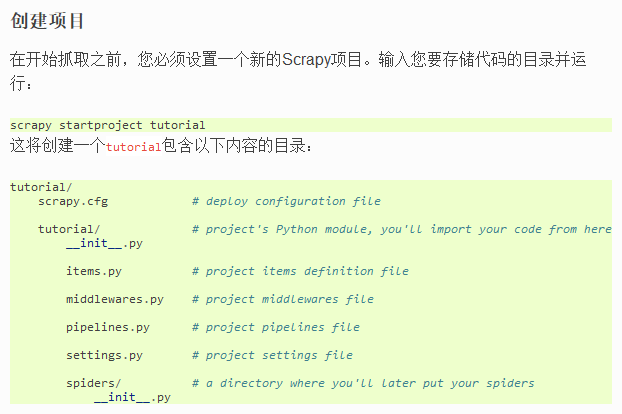 创建项目
在开始抓取之前，您必须设置一个新的Scrapy项目。输入您要存储代码的目录并运
行：
scrapy startproject tutorial
这将创建一个tutorial包含以下内容的目录：
tutorial/
    scrapy.cfg            # deploy configuration file
    tutorial/             # project's Python module, you'll import your code from here
        __init__.py
        items.py          # project items definition file
        middlewares.py    # project middlewares file
        pipelines.py      # project pipelines file
        settings.py       # project settings file
        spiders/          # a directory where you'll later put your spiders
            __init__.py